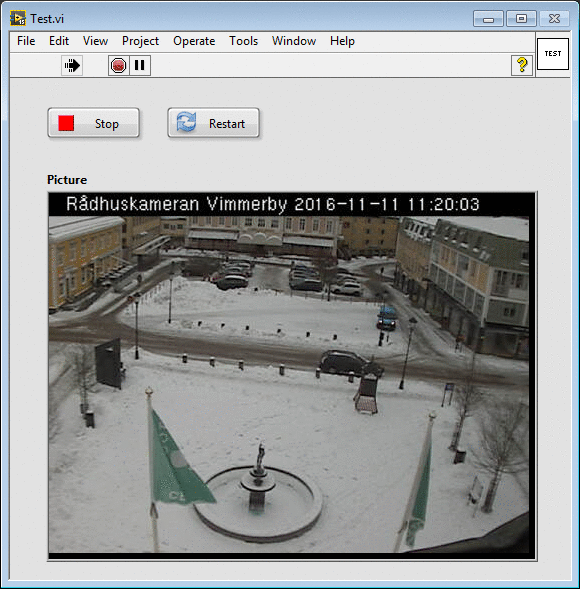 Test.vi
File Edit View Project Operate Tools Window Help
TEST
Stop Restart
Picture
Rådhuskameran Vimmerby 2016-11-11 11:20:03